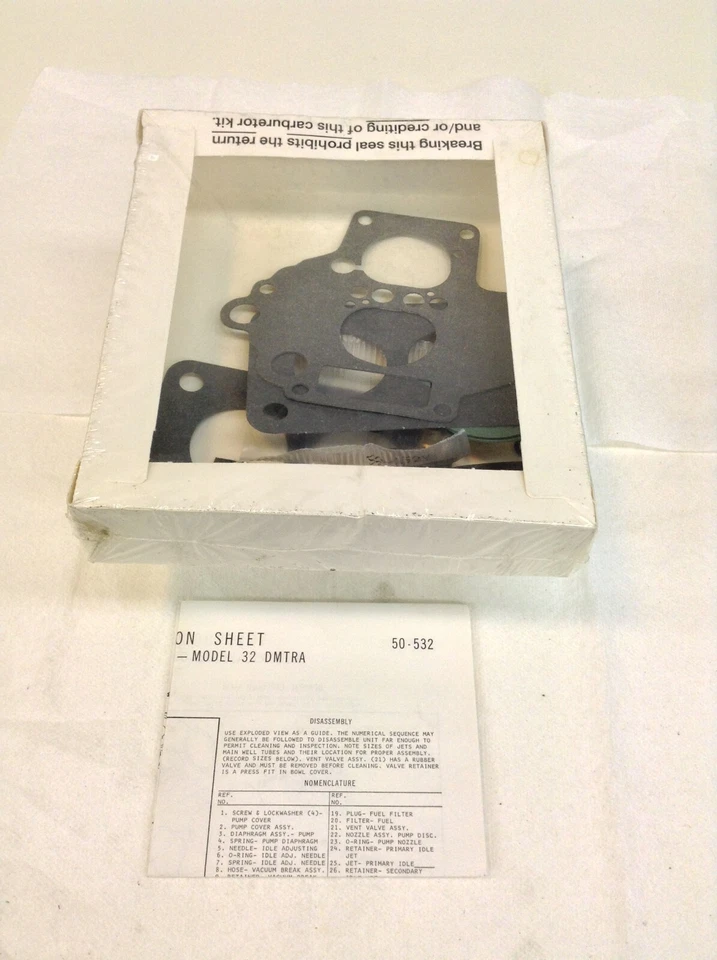 Breaking this seal prohibits the return
and/or crediting of this carburetor kit.
ON SHEET
50-532
— MODEL 32 DMTRA
DISASSEMBLY
USE EXPLODED VIEW AS A GUIDE. THE NUMERICAL SEQUENCE MAY
GENERALLY BE FOLLOWED TO DISASSEMBLE UNIT FAR ENOUGH TO
PERMIT CLEANING AND INSPECTION. NOTE SIZES OF JETS AND
MAIN WELL TUBES AND THEIR LOCATION FOR PROPER ASSEMBLY.
(RECORD SIZES BELOW). VENT VALVE ASSY. (21) HAS A RUBBER
VALVE AND MUST BE REMOVED BEFORE CLEANING. VALVE RETAINER
IS A PRESS FIT IN BOWL COVER.
NOMENCLATURE
REF.
NO.
1. SCREW & LOCKWASHER (4)-
PUMP COVER
2. PUMP COVER ASSY.
3. DIAPHRAGM ASSY.- PUMP
4. SPRING- PUMP DIAPHRAGM
5. NEEDLE- IDLE ADJUSTING
6. O-RING- IDLE ADJ. NEEDLE
7. SPRING- IDLE ADJ. NEEDLE
8. HOSE- VACUUM BREAK ASSY.
REF.
NO.
19. PLUG- FUEL FILTER
20. FILTER- FUEL
21. VENT VALVE ASSY.
22. NOZZLE ASSY. PUMP DISC.
23. O-RING- PUMP NOZZLE
24. RETAINER- PRIMARY IDLE
JET
25. JET- PRIMARY IDLE
26. RETAINER- SECONDARY